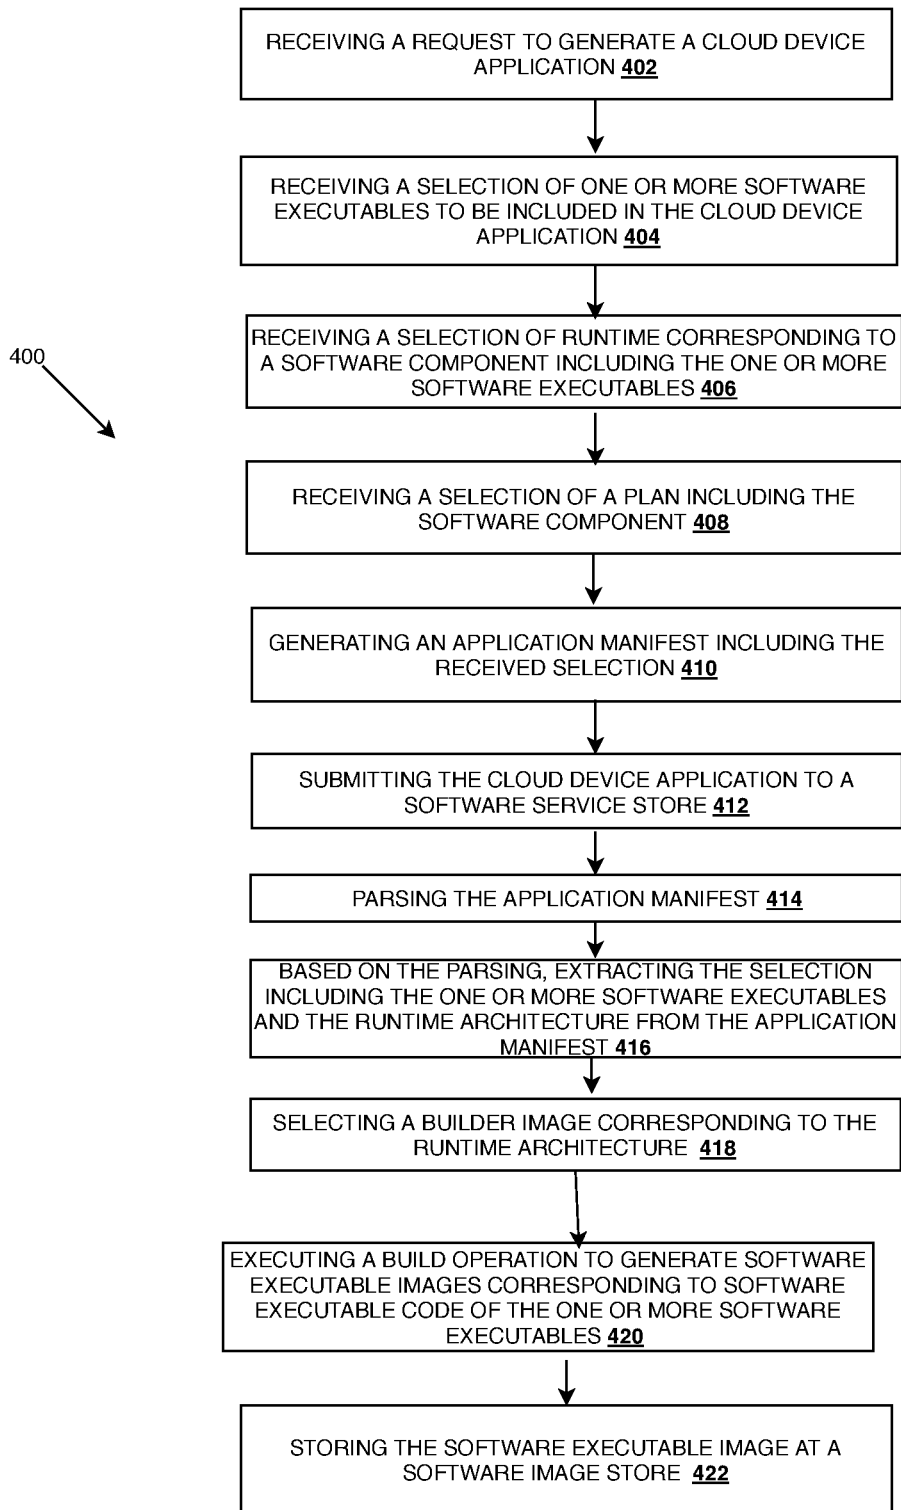 RECEIVING A REQUEST TO GENERATE A CLOUD DEVICE
APPLICATION 402
RECEIVING A SELECTION OF ONE OR MORE SOFTWARE
EXECUTABLES TO BE INCLUDED IN THE CLOUD DEVICE
APPLICATION 404
400
RECEIVING A SELECTION OF RUNTIME CORRESPONDING TO
A SOFTWARE COMPONENT INCLUDING THE ONE OR MORE
SOFTWARE EXECUTABLES 406
RECEIVING A SELECTION OF A PLAN INCLUDING THE
SOFTWARE COMPONENT 408
GENERATING AN APPLICATION MANIFEST INCLUDING THE
RECEIVED SELECTION 410
SUBMITTING THE CLOUD DEVICE APPLICATION TO A
SOFTWARE SERVICE STORE 412
PARSING THE APPLICATION MANIFEST 414
BASED ON THE PARSING, EXTRACTING THE SELECTION
INCLUDING THE ONE OR MORE SOFTWARE EXECUTABLES
AND THE RUNTIME ARCHITECTURE FROM THE APPLICATION
MANIFEST 416
SELECTING A BUILDER IMAGE CORRESPONDING TO THE
RUNTIME ARCHITECTURE 418
EXECUTING A BUILD OPERATION TO GENERATE SOFTWARE
EXECUTABLE IMAGES CORRESPONDING TO SOFTWARE
EXECUTABLE CODE OF THE ONE OR MORE SOFTWARE
EXECUTABLES 420
STORING THE SOFTWARE EXECUTABLE IMAGE AT A
SOFTWARE IMAGE STORE 422